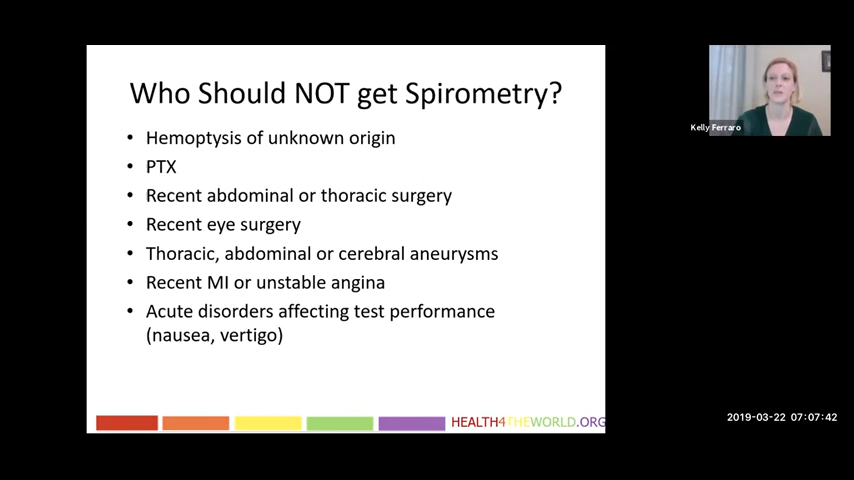 Who Should NOT get Spirometry?
• Hemoptysis of unknown origin
• PTX
• Recent abdominal or thoracic surgery
• Recent eye surgery
• Thoracic, abdominal or cerebral aneurysms
• Recent MI or unstable angina
• Acute disorders affecting test performance
(nausea, vertigo)
HEALTH4THEWORLD.ORG
Kelly Ferraro
2019-03-22 07:07:42